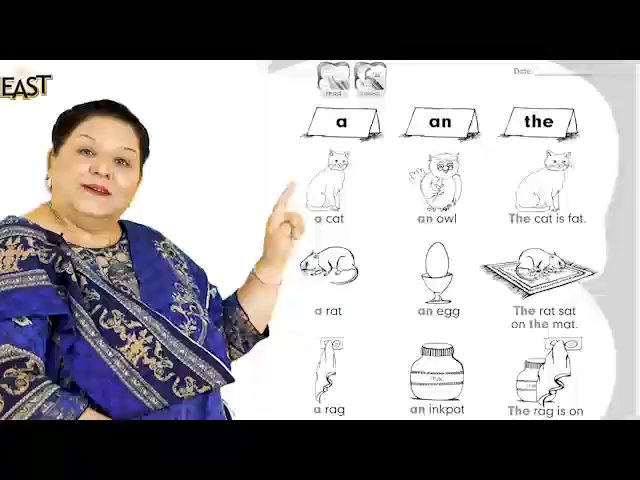 EAST
Date:
read
a an the
a cat an owl The cat is fat.
a rat an egg The rat sat
on the mat.
a rag an inkpot The rag is on